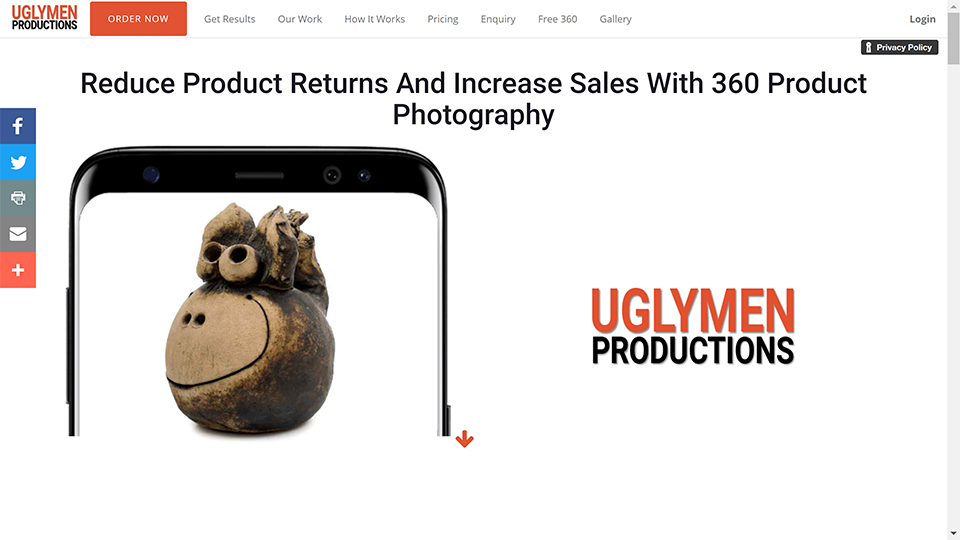 UGLYMEN
PRODUCTIONS
ORDER NOW
Get Results
Our Work
How It Works
Pricing
Enquiry
Free 360
Gallery
Login
Privacy Policy
Reduce Product Returns And Increase Sales With 360 Product
Photography
UGLYMEN
PRODUCTIONS